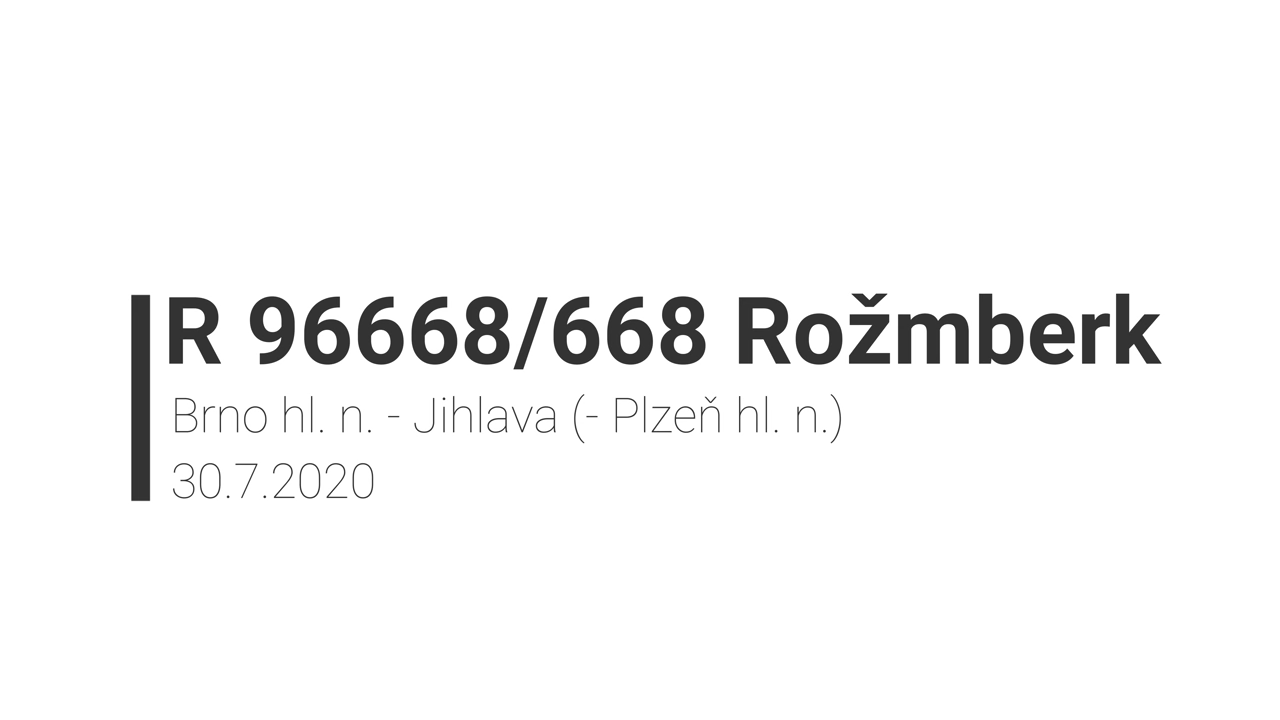 R 96668/668 Rožmberk
Brno hl. n. - Jihlava (- Plzeň hl. n.)
30.7.2020